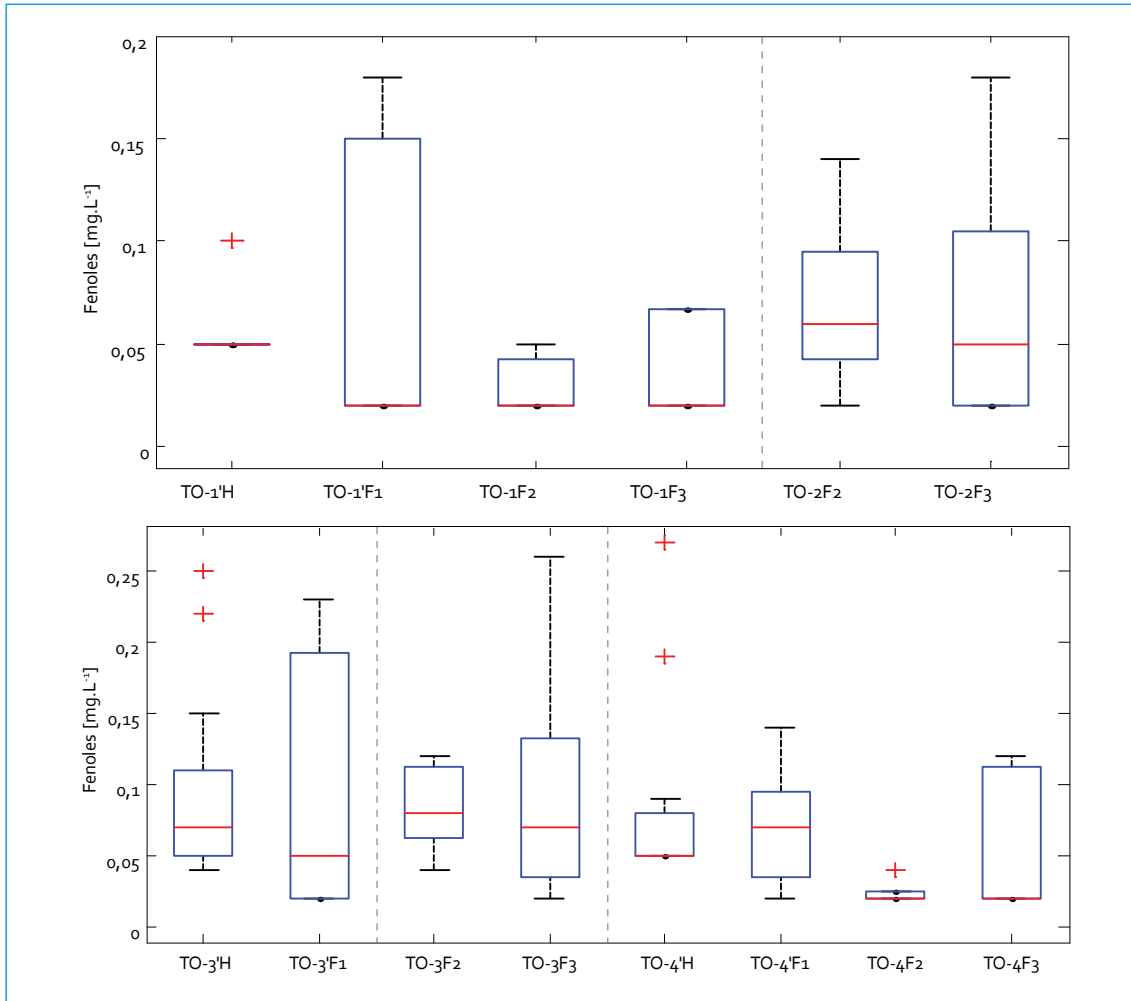 0,2
0,15
0,1
0,05
0
Fenoles [mg.L⁻¹]
TO-1'H TO-1'F1 TO-1F2 TO-1F3 TO-2F2 TO-2F3
0,25
0,2
0,15
0,1
0,05
0
Fenoles [mg.L⁻¹]
TO-3'H TO-3'F1 TO-3F2 TO-3F3 TO-4'H TO-4'F1 TO-4F2 TO-4F3